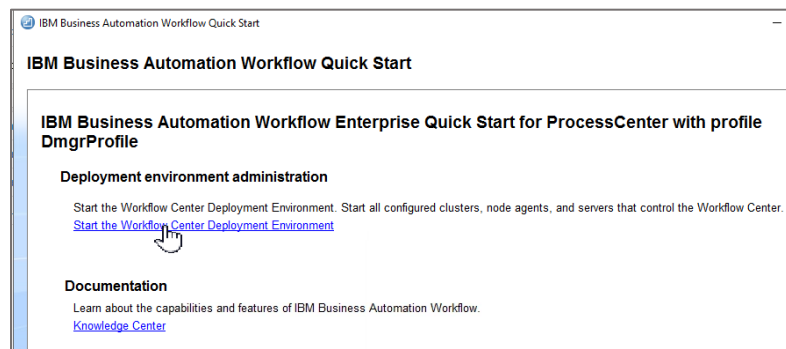 IBM Business Automation Workflow Quick Start
IBM Business Automation Workflow Quick Start
IBM Business Automation Workflow Enterprise Quick Start for ProcessCenter with profile
DmgrProfile
Deployment environment administration
Start the Workflow Center Deployment Environment. Start all configured clusters, node agents, and servers that control the Workflow Center.
Start the Workflow Center Deployment Environment
Documentation
Learn about the capabilities and features of IBM Business Automation Workflow.
Knowledge Center